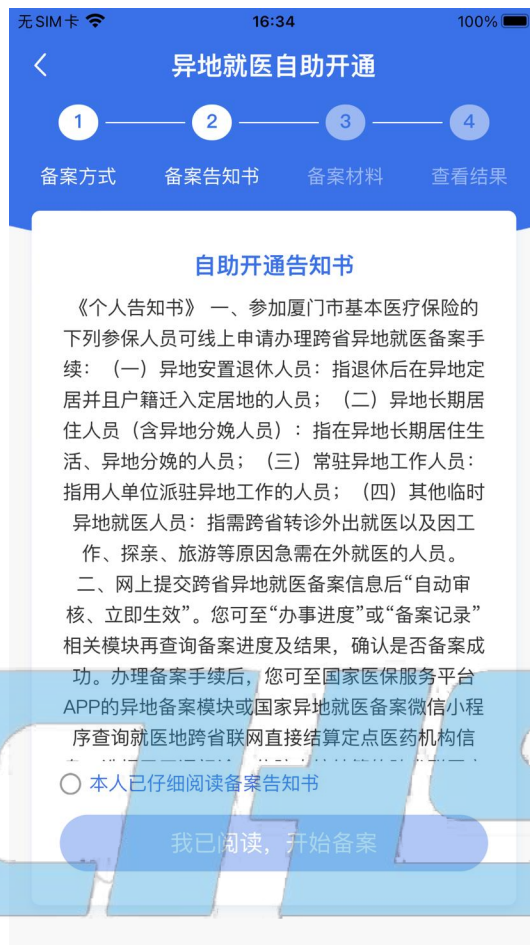 无SIM卡 16:34 100%
异地就医自助开通
1 2 3 4
备案方式 备案告知书 备案材料 查看结果
自助开通告知书
《个人告知书》 一、参加厦门市基本医疗保险的
下列参保人员可线上申请办理跨省异地就医备案手
续：（一）异地安置退休人员：指退休后在异地定
居并且户籍迁入定居地的人员；（二）异地长期居
住人员（含异地分娩人员）：指在异地长期居住生
活、异地分娩的人员；（三）常驻异地工作人员：
指用人单位派驻异地工作的人员；（四）其他临时
异地就医人员：指需跨省转诊外出就医以及因工
作、探亲、旅游等原因急需在外就医的人员。
二、网上提交跨省异地就医备案信息后“自动审
核、立即生效”。您可至“办事进度”或“备案记录”
相关模块再查询备案进度及结果，确认是否备案成
功。办理备案手续后，您可至国家医保服务平台
APP的异地备案模块或国家异地就医备案微信小程
序查询就医地跨省联网直接结算定点医药机构信
本人已仔细阅读备案告知书
我已阅读，开始备案